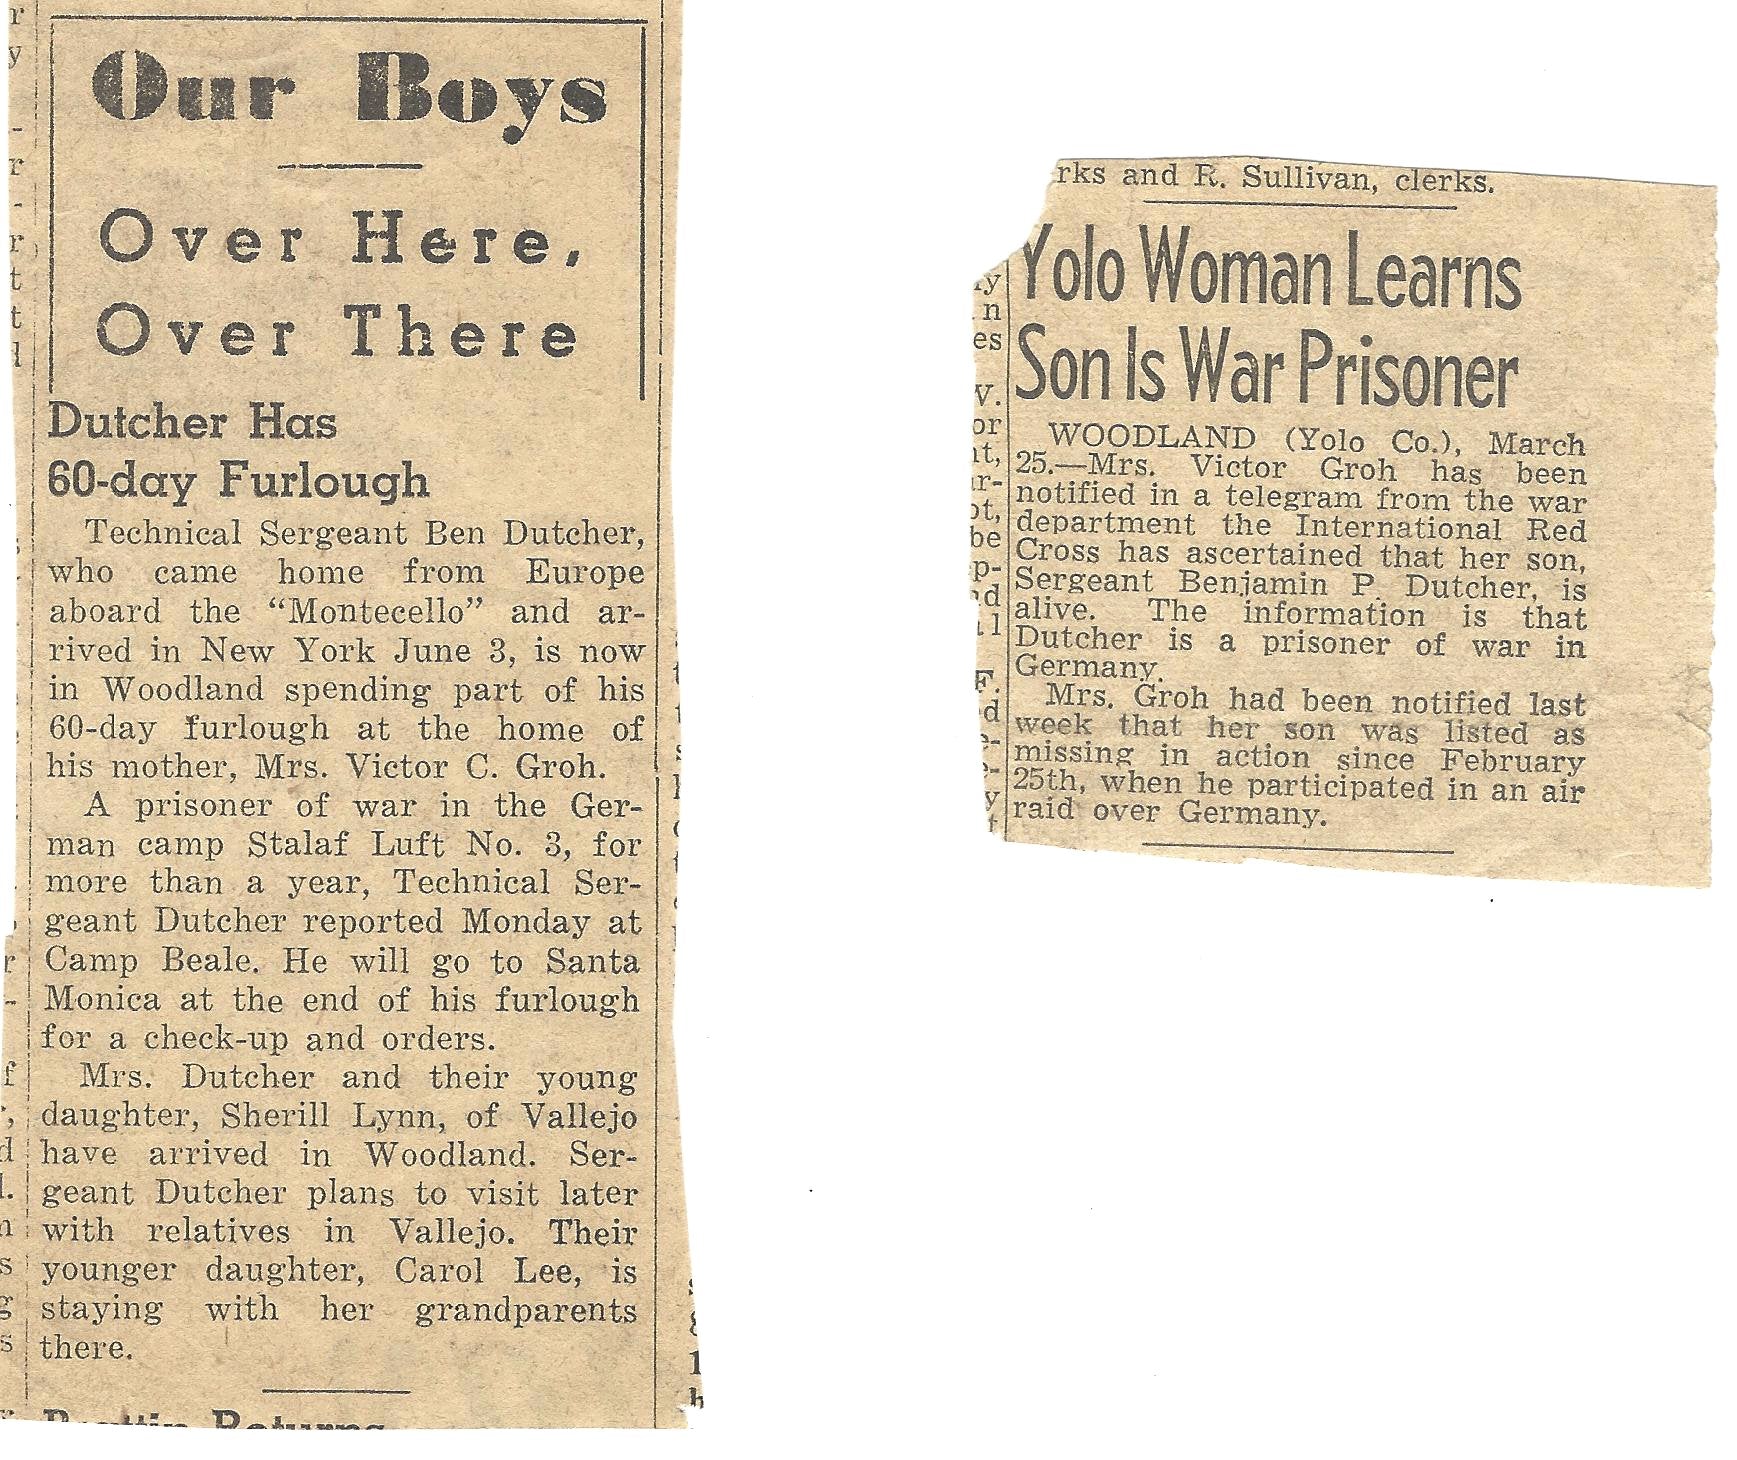 Our Boys
Over Here,
Over There
Dutcher Has
60-day Furlough
Technical Sergeant Ben Dutcher,
who came home from Europe
aboard the “Montecello” and ar-
rived in New York June 3, is now
in Woodland spending part of his
60-day furlough at the home of
his mother, Mrs. Victor C. Groh.
A prisoner of war in the Ger-
man camp Stalaf Luft No. 3, for
more than a year, Technical Ser-
geant Dutcher reported Monday at
Camp Beale. He will go to Santa
Monica at the end of his furlough
for a check-up and orders.
Mrs. Dutcher and their young
daughter, Sherill Lynn, of Vallejo
have arrived in Woodland. Ser-
geant Dutcher plans to visit later
with relatives in Vallejo. Their
younger daughter, Carol Lee, is
staying with her grandparents
there.
Returns
rks and R. Sullivan, clerks.
Yolo Woman Learns
Son Is War Prisoner
WOODLAND (Yolo Co.), March
25.—Mrs. Victor Groh has been
notified in a telegram from the war
department the International Red
Cross has ascertained that her son,
Sergeant Benjamin P. Dutcher, is
alive. The information is that
Dutcher is a prisoner of war in
Germany.
Mrs. Groh had been notified last
week that her son was listed as
missing in action since February
25th, when he participated in an air
raid over Germany.